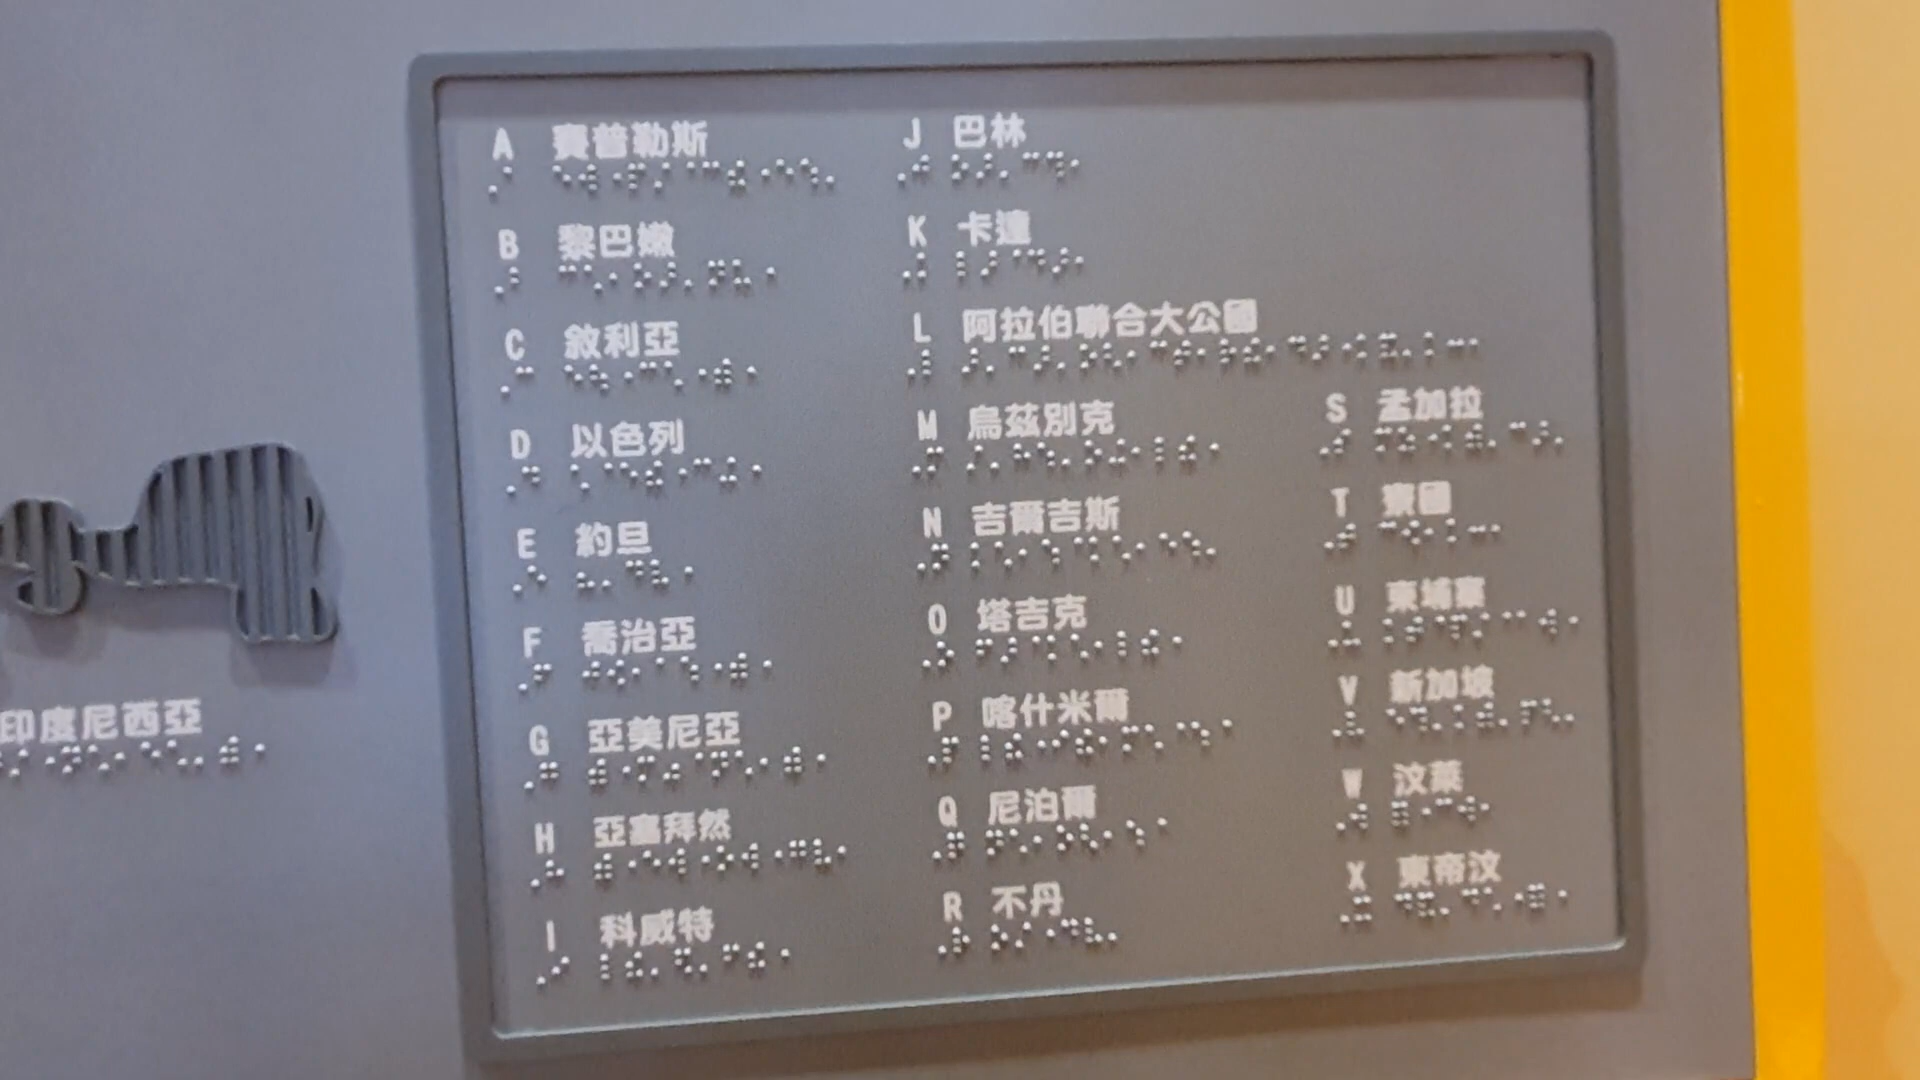 A 賽普勒斯
B 黎巴嫩
C 敘利亞
D 以色列
E 約旦
F 喬治亞
G 亞美尼亞
H 亞塞拜然
I 科威特
J 巴林
K 卡達
L 阿拉伯聯合大公國
M 烏茲別克
N 吉爾吉斯
O 塔吉克
P 喀什米爾
Q 尼泊爾
R 不丹
S 孟加拉
T 寮國
U 柬埔寨
V 新加坡
W 汶萊
X 東帝汶
印度尼西亞